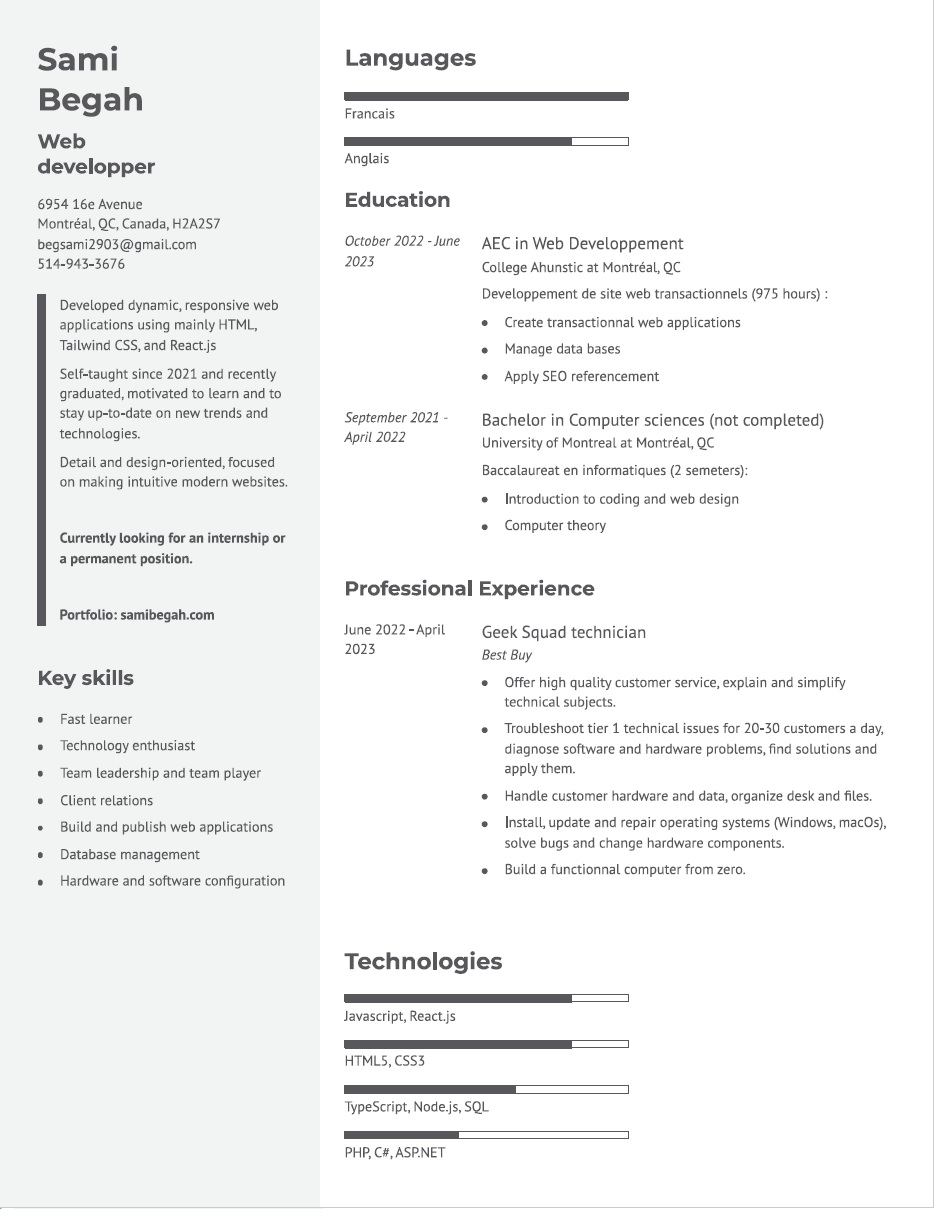 Sami
Begah
Web
developper
6954 16e Avenue
Montréal, QC, Canada, H2A2S7
begsami2903@gmail.com
514-943-3676
Developed dynamic, responsive web
applications using mainly HTML,
Tailwind CSS, and React.js
Self-taught since 2021 and recently
graduated, motivated to learn and to
stay up-to-date on new trends and
technologies.
Detail and design-oriented, focused
on making intuitive modern websites.
Currently looking for an internship or
a permanent position.
Portfolio: samibegah.com
Key skills
• Fast learner
• Technology enthusiast
• Team leadership and team player
• Client relations
• Build and publish web applications
• Database management
• Hardware and software configuration
Languages
Francais
Anglais
Education
October 2022 - June
2023
AEC in Web Developpement
College Ahunstic at Montréal, QC
Developpement de site web transactionnels (975 hours) :
• Create transactionnal web applications
• Manage data bases
• Apply SEO referencement
September 2021 -
April 2022
Bachelor in Computer sciences (not completed)
University of Montreal at Montréal, QC
Baccalaureat en informatiques (2 semeters):
• Introduction to coding and web design
• Computer theory
Professional Experience
June 2022 - April
2023
Geek Squad technician
Best Buy
• Offer high quality customer service, explain and simplify
technical subjects.
• Troubleshoot tier 1 technical issues for 20-30 customers a day,
diagnose software and hardware problems, find solutions and
apply them.
• Handle customer hardware and data, organize desk and files.
• Install, update and repair operating systems (Windows, macOs),
solve bugs and change hardware components.
• Build a functionnal computer from zero.
Technologies
Javascript, React.js
HTML5, CSS3
TypeScript, Node.js, SQL
PHP, C#, ASP.NET